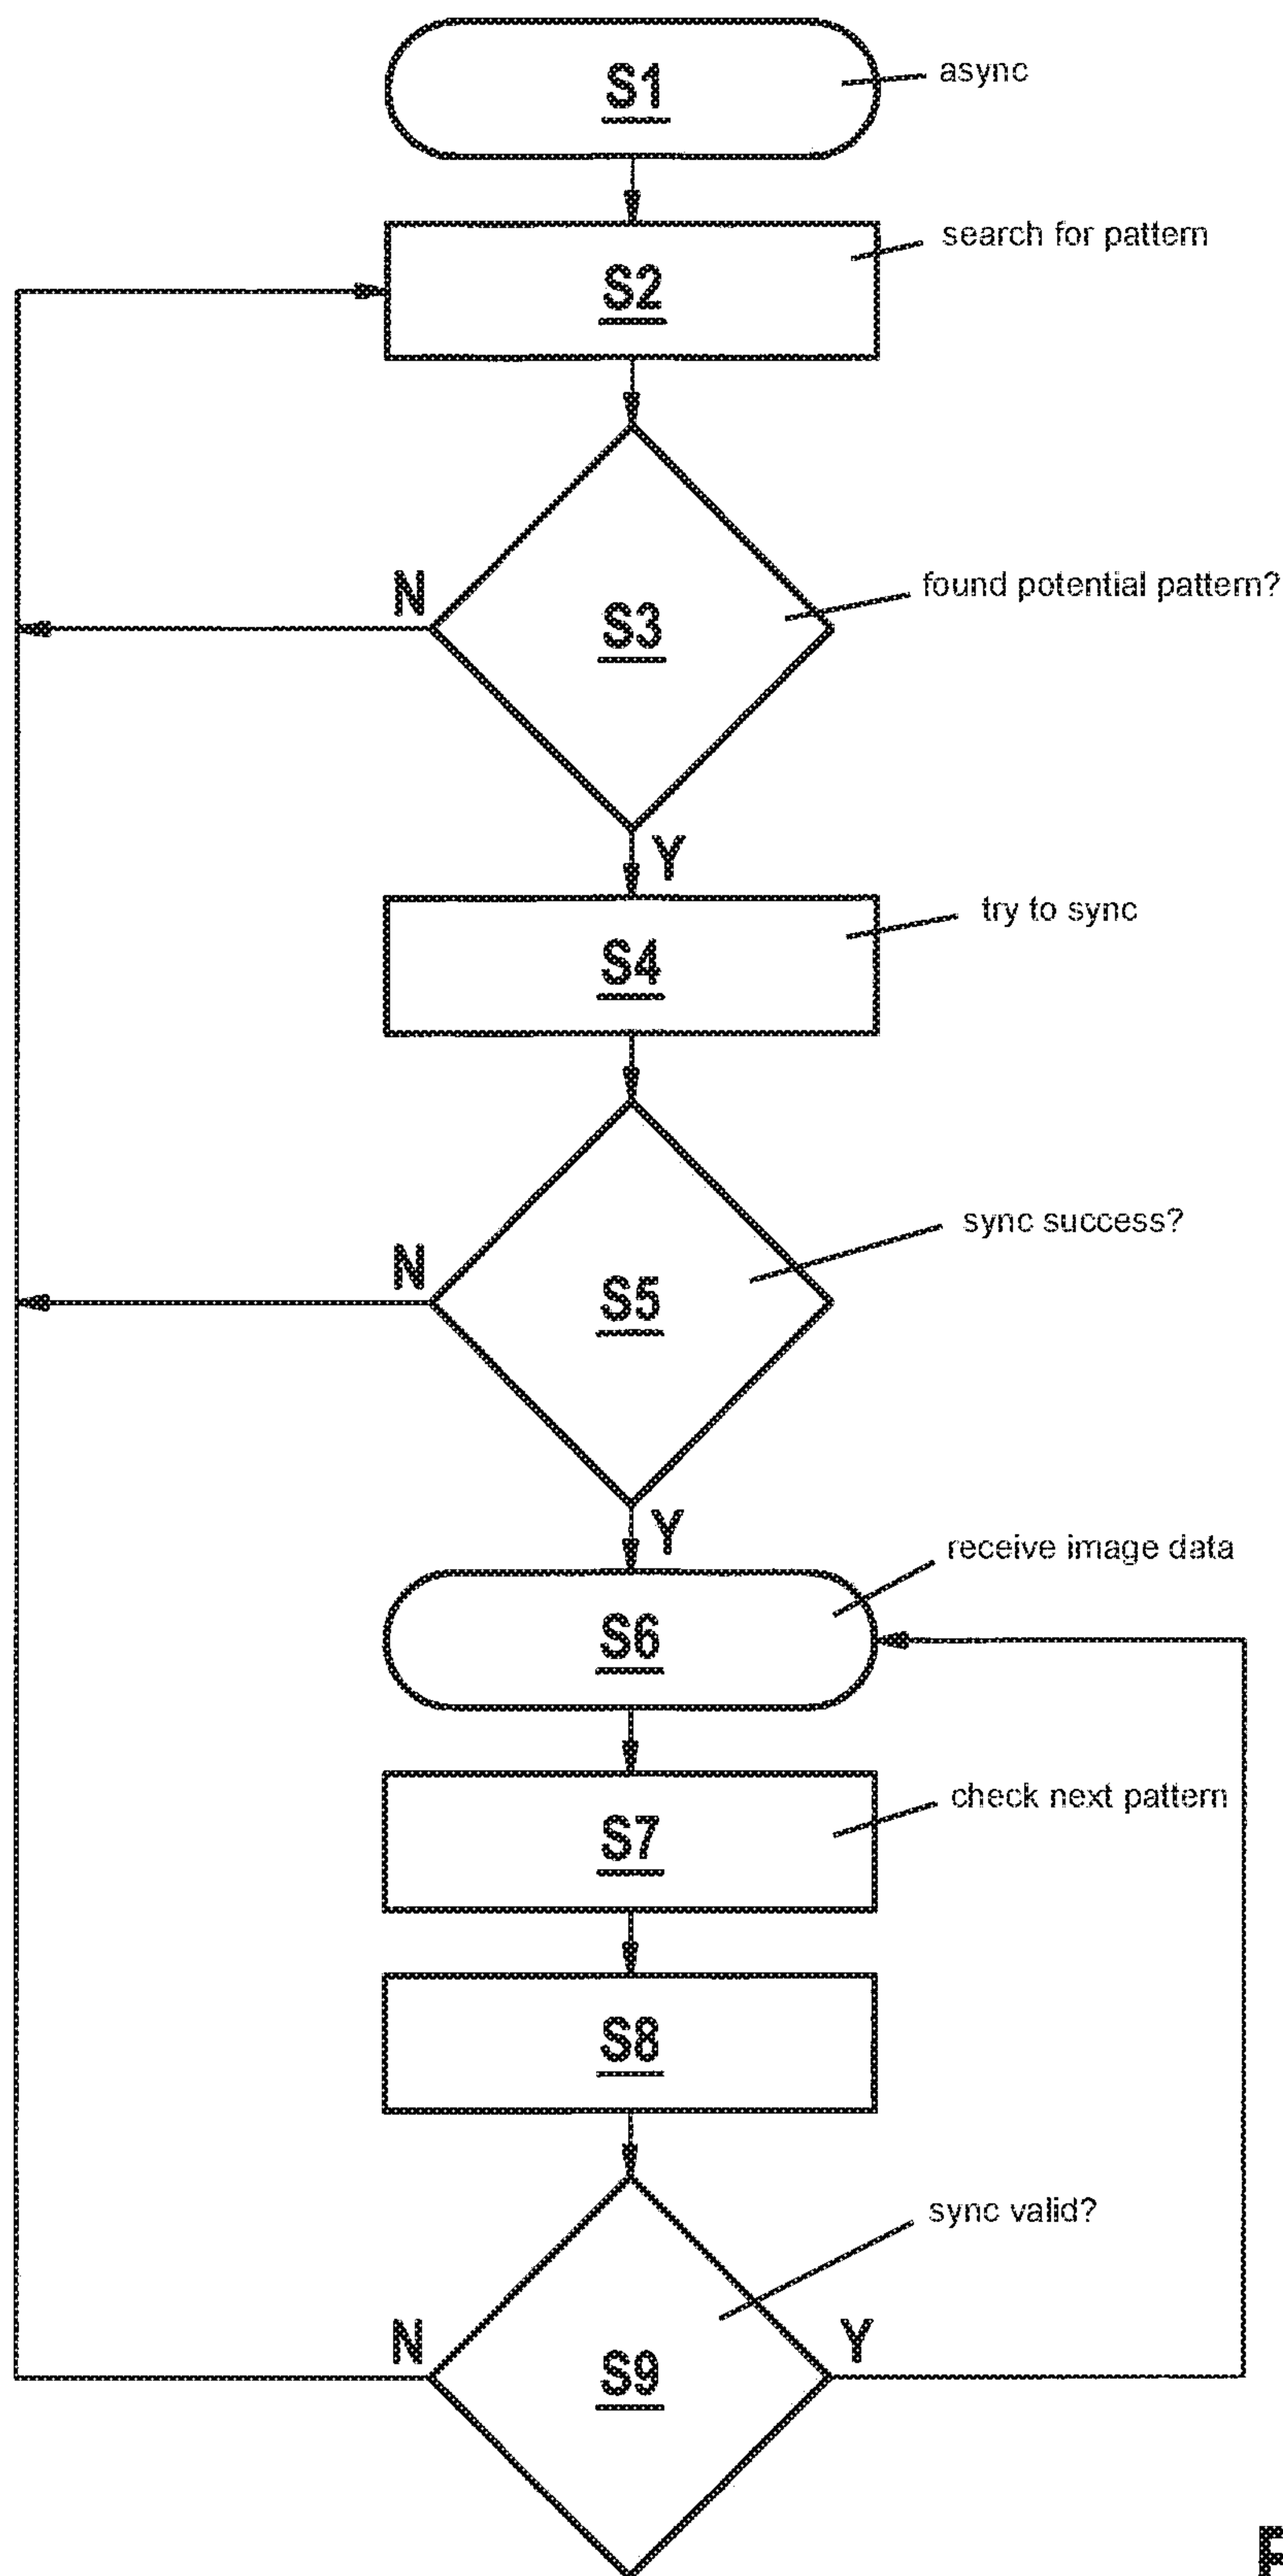 S1
async
search for pattern
S2
found potential pattern?
N
S3
Y
try to sync
S4
sync success?
N
S5
Y
receive image data
S6
check next pattern
S7
S8
sync valid?
N
Y
S9